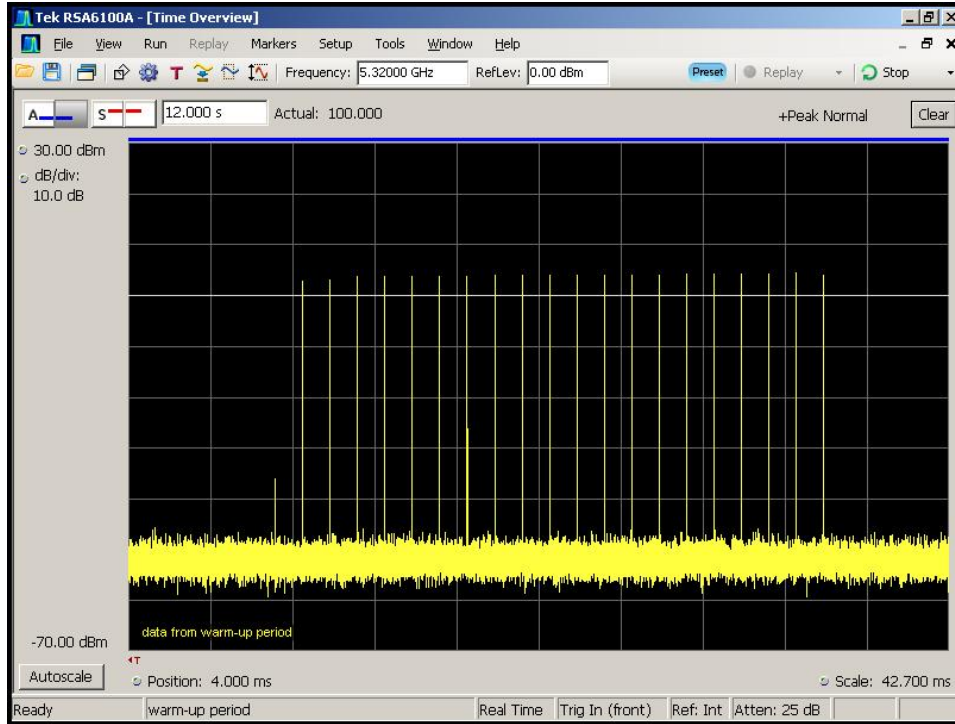 Tek RSA6100A - [Time Overview]
File View Run Replay Markers Setup Tools Window Help
Frequency: 5.32000 GHz RefLev: 0.00 dBm Preset Replay Stop
A S 12.000 s Actual: 100.000 +Peak Normal Clear
30.00 dBm
dB/div:
10.0 dB
-70.00 dBm
data from warm-up period
T
Autoscale Position: 4.000 ms Scale: 42.700 ms
Ready warm-up period Real Time Trig In (front) Ref: Int Atten: 25 dB